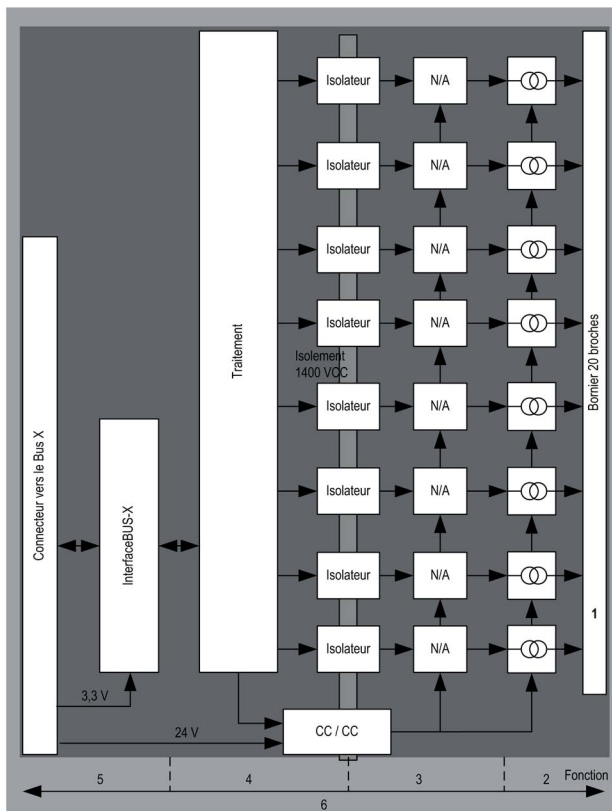 Isolateur
N/A
Isolateur
N/A
Isolateur
N/A
Isolateur
N/A
Isolement
1400 VCC
Isolateur
N/A
Isolateur
N/A
Isolateur
N/A
Isolateur
N/A
Connecteur vers le Bus X
InterfaceBUS-X
Traitement
Bornier 20 broches
1
3,3 V
24 V
CC / CC
5
4
3
2
Fonction
6